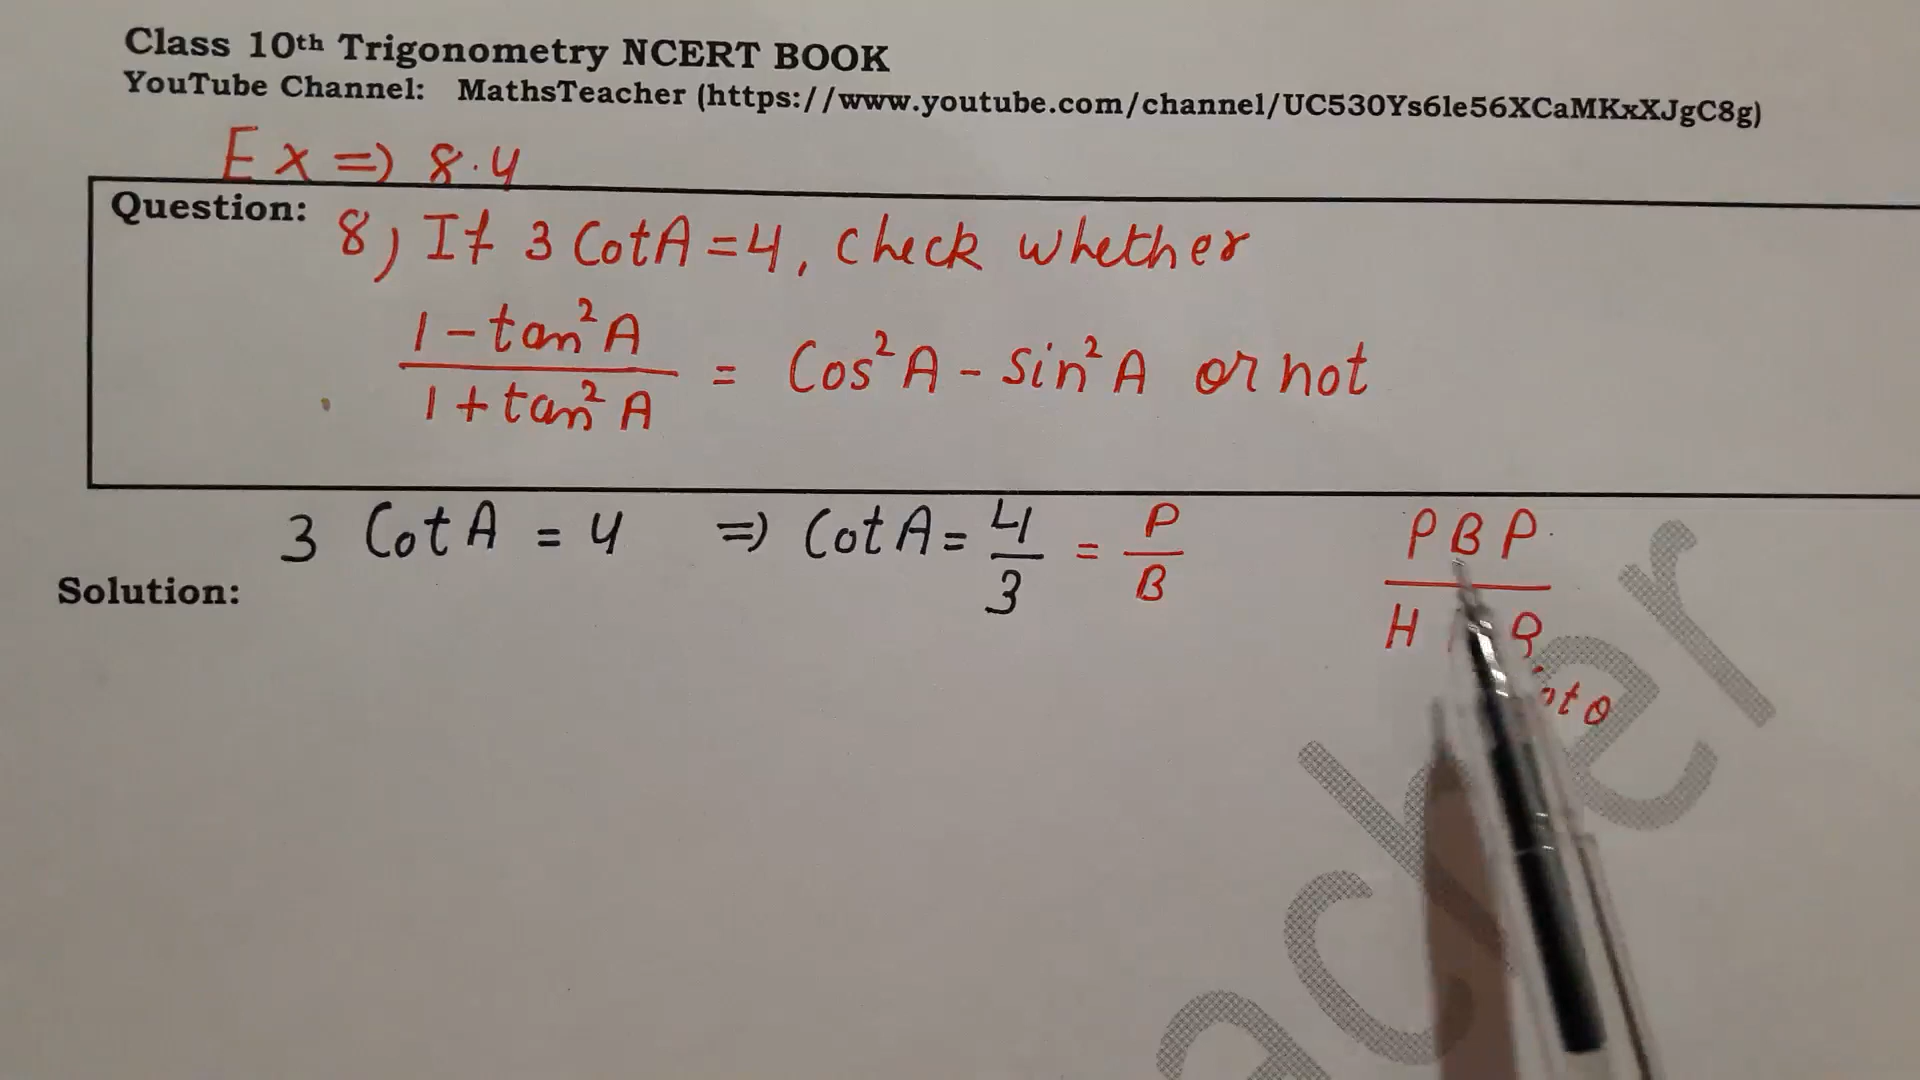 Class 10th Trigonometry NCERT BOOK
YouTube Channel: MathsTeacher (https://www.youtube.com/channel/UC530Ys6le56XCaMKxXJgC8g)
Ex => 8.4
Question: 8) If 3 CotA = 4, check whether
1 - tan²A / 1 + tan²A = Cos²A - Sin²A or not
3 CotA = 4 => CotA = 4/3 = P/B
P B P
H B
Solution: